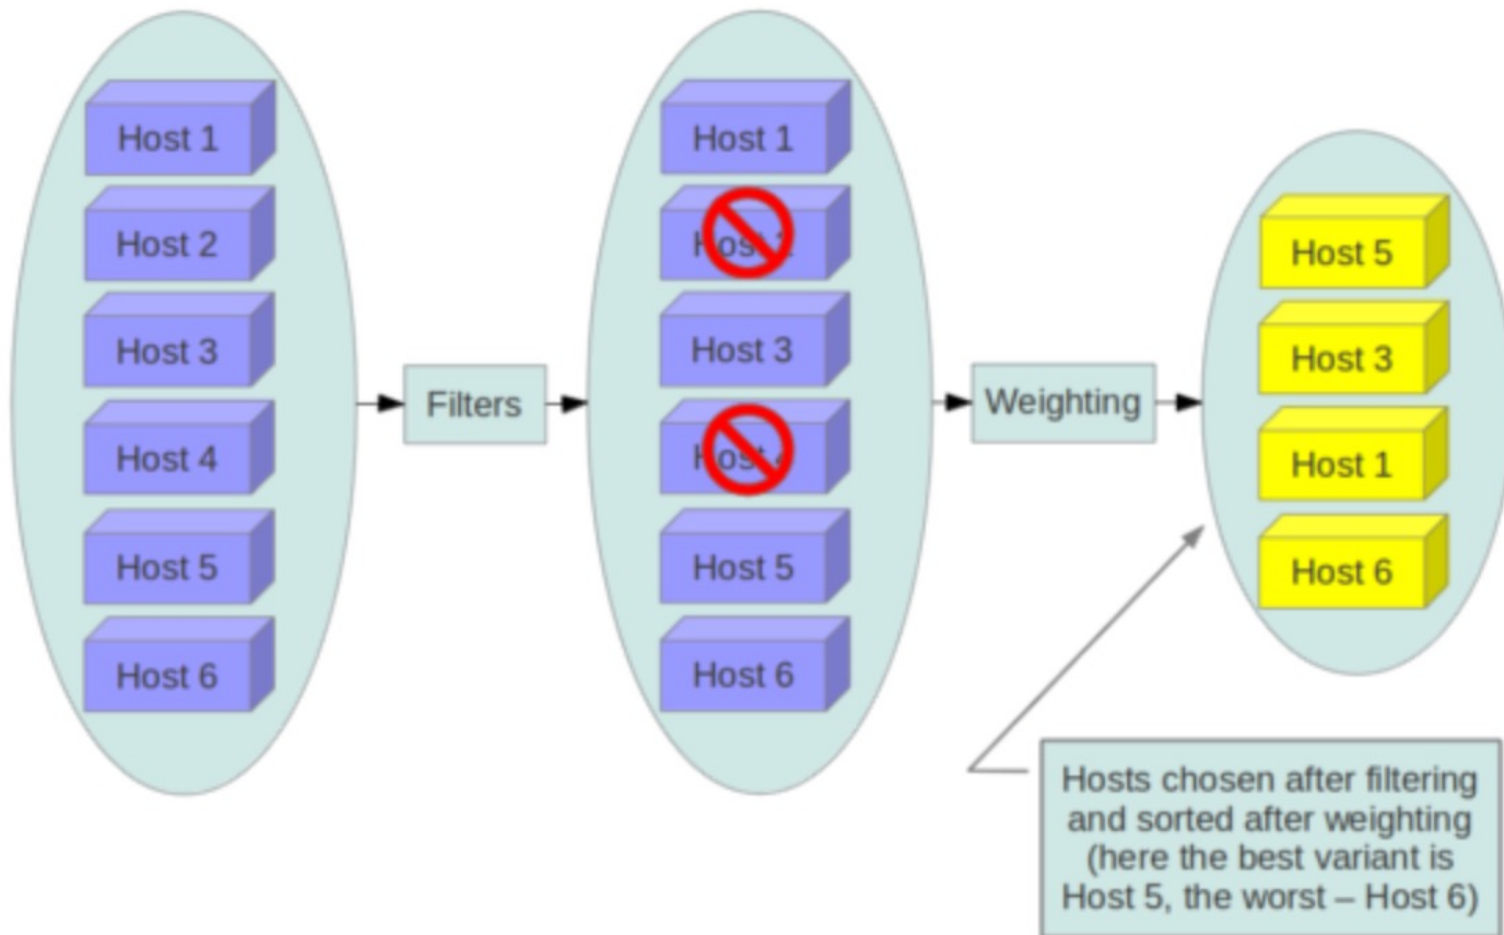 Host 1
Host 2
Host 3
Host 4
Host 5
Host 6
Filters
Host 1
Host 3
Host 5
Host 6
Weighting
Host 5
Host 3
Host 1
Host 6
Hosts chosen after filtering
and sorted after weighting
(here the best variant is
Host 5, the worst – Host 6)